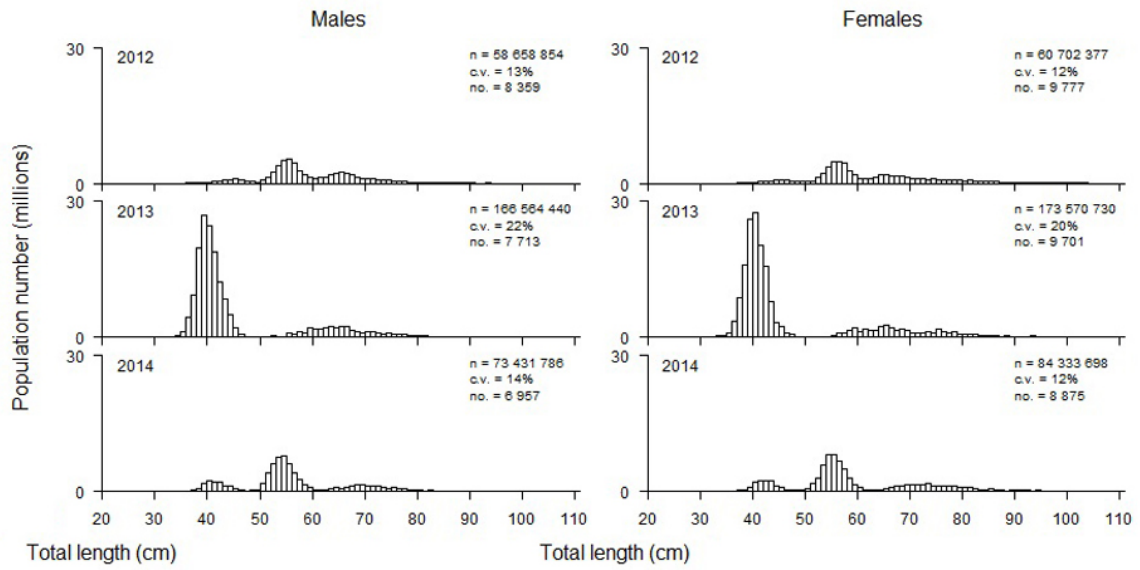 Males
Females
30
2012
n = 58 658 854
c.v. = 13%
no. = 8 359
0
30
2012
n = 60 702 377
c.v. = 12%
no. = 9 777
0
30
2013
n = 166 564 440
c.v. = 22%
no. = 7 713
0
30
2013
n = 173 570 730
c.v. = 20%
no. = 9 701
0
30
2014
n = 73 431 786
c.v. = 14%
no. = 6 957
0
30
2014
n = 84 333 698
c.v. = 12%
no. = 8 875
0
Population number (millions)
20 30 40 50 60 70 80 90 100 110
20 30 40 50 60 70 80 90 100 110
Total length (cm)
Total length (cm)